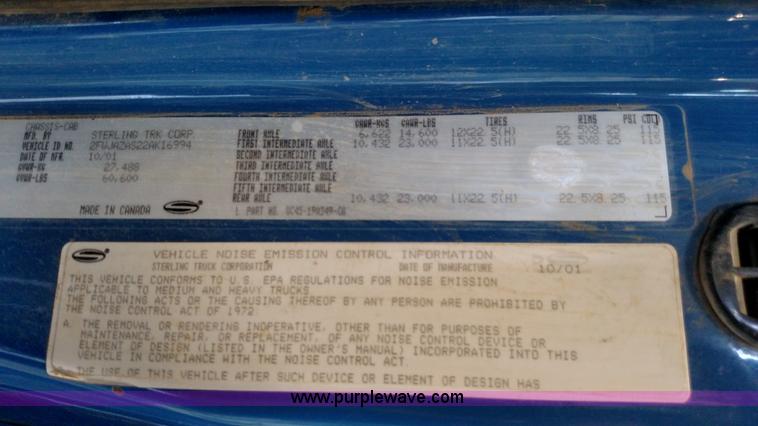 CHASSIS-CAB
MFD. BY STERLING TRK CORP.
VEHICLE ID NO. 2FWJAZAS22AK16994
DATE OF MFR. 10/01
GVWR-KG 27,488
GVWR-LBS 60,600
MADE IN CANADA
GAWR-KGS GAWR-LBS TIRES RIMS PSI (COLD)
FRONT AXLE 6,622 14,600 12X22.5(H) 22.5X8.25 115
FIRST INTERMEDIATE AXLE 10,432 23,000 11X22.5(H) 22.5X8.25 115
SECOND INTERMEDIATE AXLE
THIRD INTERMEDIATE AXLE
FOURTH INTERMEDIATE AXLE
FIFTH INTERMEDIATE AXLE
REAR AXLE 10,432 23,000 11X22.5(H) 22.5X8.25 115
PART NO.
VEHICLE NOISE EMISSION CONTROL INFORMATION
STERLING TRUCK CORPORATION DATE OF MANUFACTURE 10/01
THIS VEHICLE CONFORMS TO U.S. EPA REGULATIONS FOR NOISE EMISSION
APPLICABLE TO MEDIUM AND HEAVY TRUCKS
THE FOLLOWING ACTS OR THE CAUSING THEREOF BY ANY PERSON ARE PROHIBITED BY
THE NOISE CONTROL ACT OF 1972:
A. THE REMOVAL OR RENDERING INOPERATIVE, OTHER THAN FOR PURPOSES OF
MAINTENANCE, REPAIR, OR REPLACEMENT, OF ANY NOISE CONTROL DEVICE OR
ELEMENT OF DESIGN (LISTED IN THE OWNER'S MANUAL) INCORPORATED INTO THIS
VEHICLE IN COMPLIANCE WITH THE NOISE CONTROL ACT.
THE USE OF THIS VEHICLE AFTER SUCH DEVICE OR ELEMENT OF DESIGN HAS
www.purplewave.com